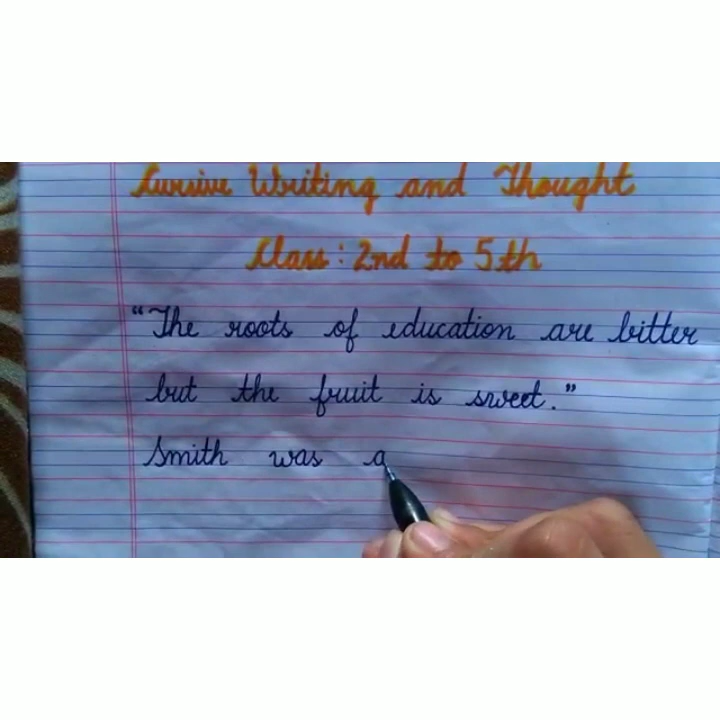 Cursive Writing and Thought
Class : 2nd to 5th
“The roots of education are bitter
but the fruit is sweet.”
Smith was a